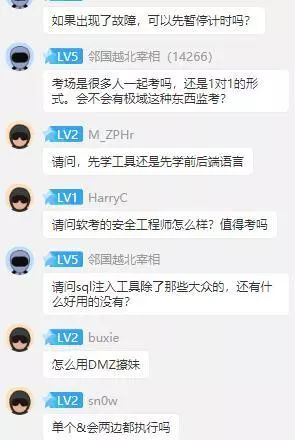 如果出现了故障，可以先暂停计时吗？
LV5 邻国越北宰相（14266）
考场是很多人一起考吗，还是1对1的形
式。会不会有极域这种东西监考？
LV2 M_ZPHr
请问，先学工具还是先学前后端语言
LV1 HarryC
请问软考的安全工程师怎么样？值得考吗
LV5 邻国越北宰相
请问sql注入工具除了那些大众的，还有什
么好用的没有？
LV2 buxie
怎么用DMZ撩妹
LV2 sn0w
单个&会两边都执行吗